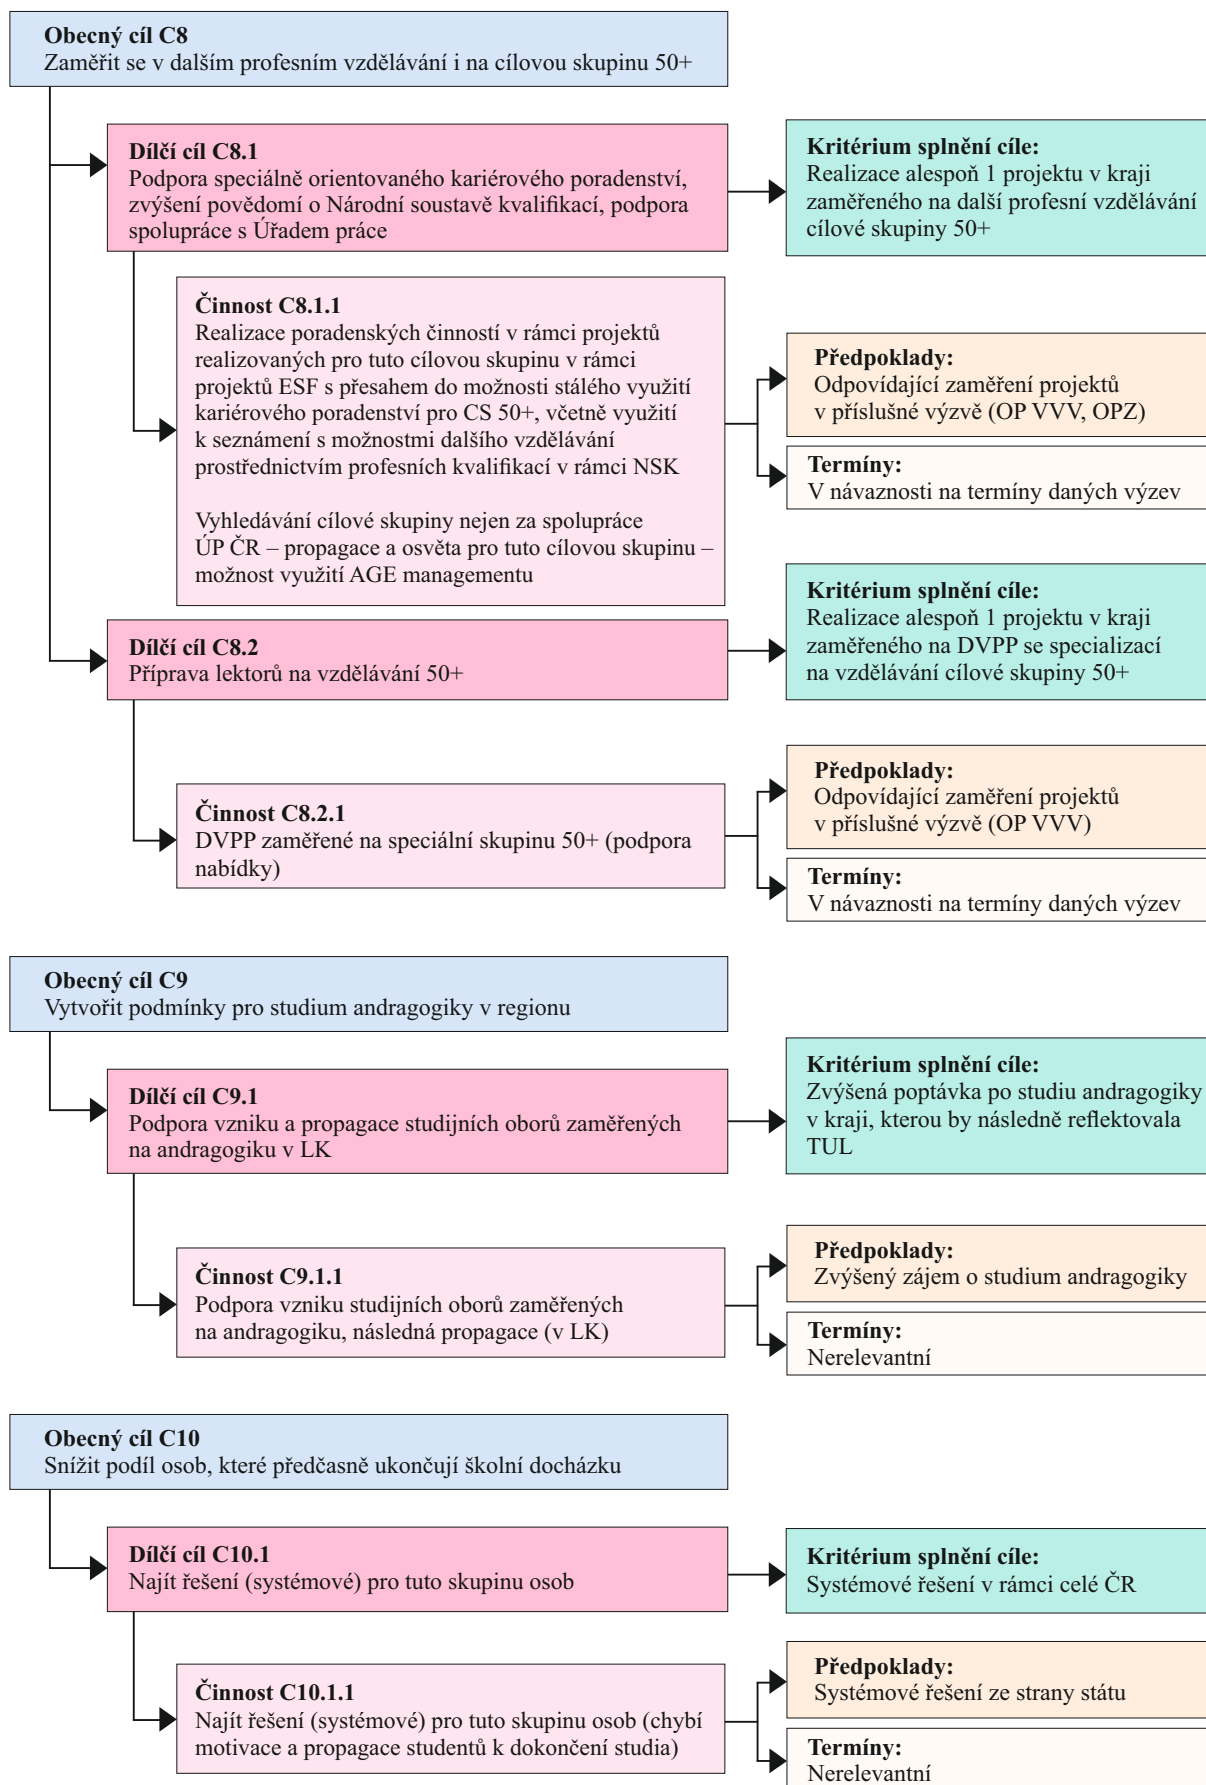 Obecný cíl C8
Zaměřit se v dalším profesním vzdělávání i na cílovou skupinu 50+
Dílčí cíl C8.1
Podpora speciálně orientovaného kariérového poradenství,
zvýšení povědomí o Národní soustavě kvalifikací, podpora
spolupráce s Úřadem práce
Kritérium splnění cíle:
Realizace alespoň 1 projektu v kraji
zaměřeného na další profesní vzdělávání
cílové skupiny 50+
Činnost C8.1.1
Realizace poradenských činností v rámci projektů
realizovaných pro tuto cílovou skupinu v rámci
projektů ESF s přesahem do možnosti stálého využití
kariérového poradenství pro CS 50+, včetně využití
k seznámení s možnostmi dalšího vzdělávání
prostřednictvím profesních kvalifikací v rámci NSK
Vyhledávání cílové skupiny nejen za spolupráce
ÚP ČR – propagace a osvěta pro tuto cílovou skupinu –
možnost využití AGE managementu
Předpoklady:
Odpovídající zaměření projektů
v příslušné výzvě (OP VVV, OPZ)
Termíny:
V návaznosti na termíny daných výzev
Dílčí cíl C8.2
Příprava lektorů na vzdělávání 50+
Kritérium splnění cíle:
Realizace alespoň 1 projektu v kraji
zaměřeného na DVPP se specializací
na vzdělávání cílové skupiny 50+
Činnost C8.2.1
DVPP zaměřené na speciální skupinu 50+ (podpora
nabídky)
Předpoklady:
Odpovídající zaměření projektů
v příslušné výzvě (OP VVV)
Termíny:
V návaznosti na termíny daných výzev
Obecný cíl C9
Vytvořit podmínky pro studium andragogiky v regionu
Dílčí cíl C9.1
Podpora vzniku a propagace studijních oborů zaměřených
na andragogiku v LK
Kritérium splnění cíle:
Zvýšená poptávka po studiu andragogiky
v kraji, kterou by následně reflektovala
TUL
Činnost C9.1.1
Podpora vzniku studijních oborů zaměřených
na andragogiku, následná propagace (v LK)
Předpoklady:
Zvýšený zájem o studium andragogiky
Termíny:
Nerelevantní
Obecný cíl C10
Snížit podíl osob, které předčasně ukončují školní docházku
Dílčí cíl C10.1
Najít řešení (systémové) pro tuto skupinu osob
Kritérium splnění cíle:
Systémové řešení v rámci celé ČR
Činnost C10.1.1
Najít řešení (systémové) pro tuto skupinu osob (chybí
motivace a propagace studentů k dokončení studia)
Předpoklady:
Systémové řešení ze strany státu
Termíny:
Nerelevantní